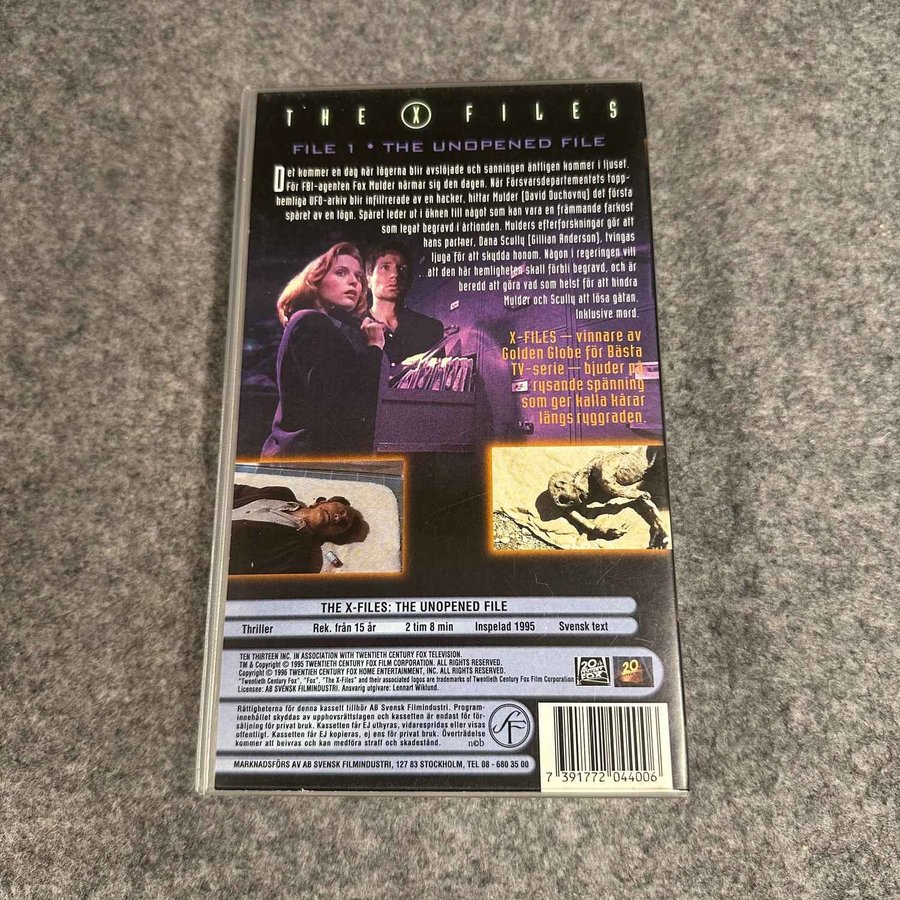 THE X FILES
FILE 1 • THE UNOPENED FILE
Det kommer en dag när lögerna blir avslöjade och sanningen äntligen kommer i ljuset.
För FBI-agenten Fox Mulder närmar sig den dagen. När Försvarsdepartementets topp-
hemliga UFO-arkiv blir infiltrerade av en hacker, hittar Mulder (David Duchovny) det första
spåret av en lögn. Spåret leder ut i öknen till något som kan vara en främmande farkost
som legat begravd i årtionden. Mulders efterforskningar gör att
hans partner, Dana Scully (Gillian Anderson), tvingas
ljuga för att skydda honom. Någon i regeringen vill
att den här hemligheten skall förbli begravd, och är
beredd att göra vad som helst för att hindra
Mulder och Scully att lösa gåtan.
Inklusive mord.
X-FILES – vinnare av
Golden Globe för Bästa
TV-serie – bjuder på
rysande spänning
som ger kalla kårar
längs ryggraden.
THE X-FILES: THE UNOPENED FILE
Thriller Rek. från 15 år 2 tim 8 min Inspelad 1995 Svensk text
TEN THIRTEEN INC. IN ASSOCIATION WITH TWENTIETH CENTURY FOX TELEVISION.
TM & Copyright © 1995 TWENTIETH CENTURY FOX FILM CORPORATION. ALL RIGHTS RESERVED.
Copyright © 1996 TWENTIETH CENTURY FOX HOME ENTERTAINMENT, INC. ALL RIGHTS RESERVED.
"Twentieth Century Fox", "Fox", "The X-Files" and their associated logos are trademarks of Twentieth Century Fox Film Corporation
Licensee: AB SVENSK FILMINDUSTRI. Ansvarig utgivare: Lennart Wiklund.
20th CENTURY FOX
20th
Rättigheterna för denna kassett tillhör AB Svensk Filmindustri. Program-
innehållet skyddas av upphovsrättslagen och kassetten är endast för för-
säljning för privat bruk. Kassetten får EJ uthyras, vidarespridas eller visas
offentligt. Kassetten får EJ kopieras, ej ens för privat bruk. Överträdelse
kommer att beivras och kan medföra straff och skadestånd.
ncb
SF
MARKNADSFÖRS AV AB SVENSK FILMINDUSTRI, 127 83 STOCKHOLM, TEL 08 - 680 35 00
7 391772 044006